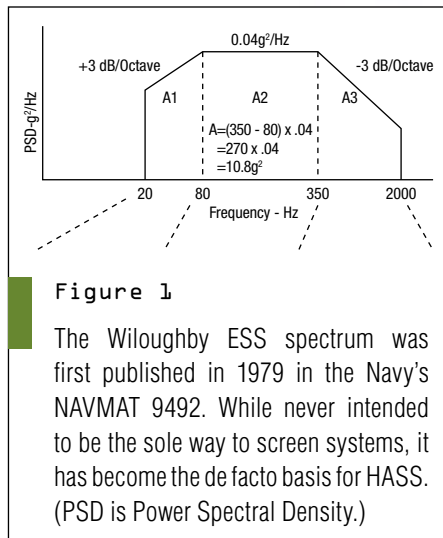 0.04g²/Hz
+3 dB/Octave
-3 dB/Octave
A1
A2
A3
PSD-g²/Hz
A=(350 - 80) x .04
=270 x .04
=10.8g²
20
80
350
2000
Frequency - Hz
Figure 1
The Wiloughby ESS spectrum was
first published in 1979 in the Navy's
NAVMAT 9492. While never intended
to be the sole way to screen systems, it
has become the de facto basis for HASS.
(PSD is Power Spectral Density.)